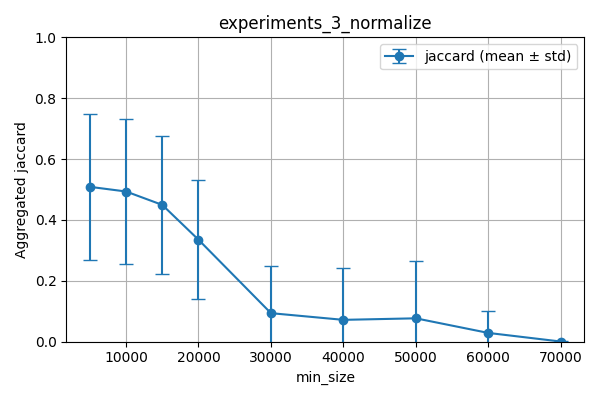 experiments_3_normalize
jaccard (mean ± std)
Aggregated jaccard
1.0
0.8
0.6
0.4
0.2
0.0
10000 20000 30000 40000 50000 60000 70000
min_size